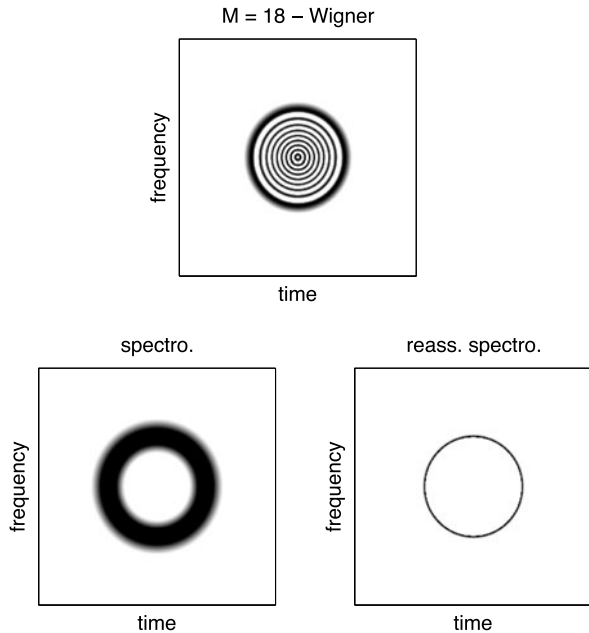 M = 18 – Wigner
frequency
time
spectro.
frequency
time
reass. spectro.
frequency
time